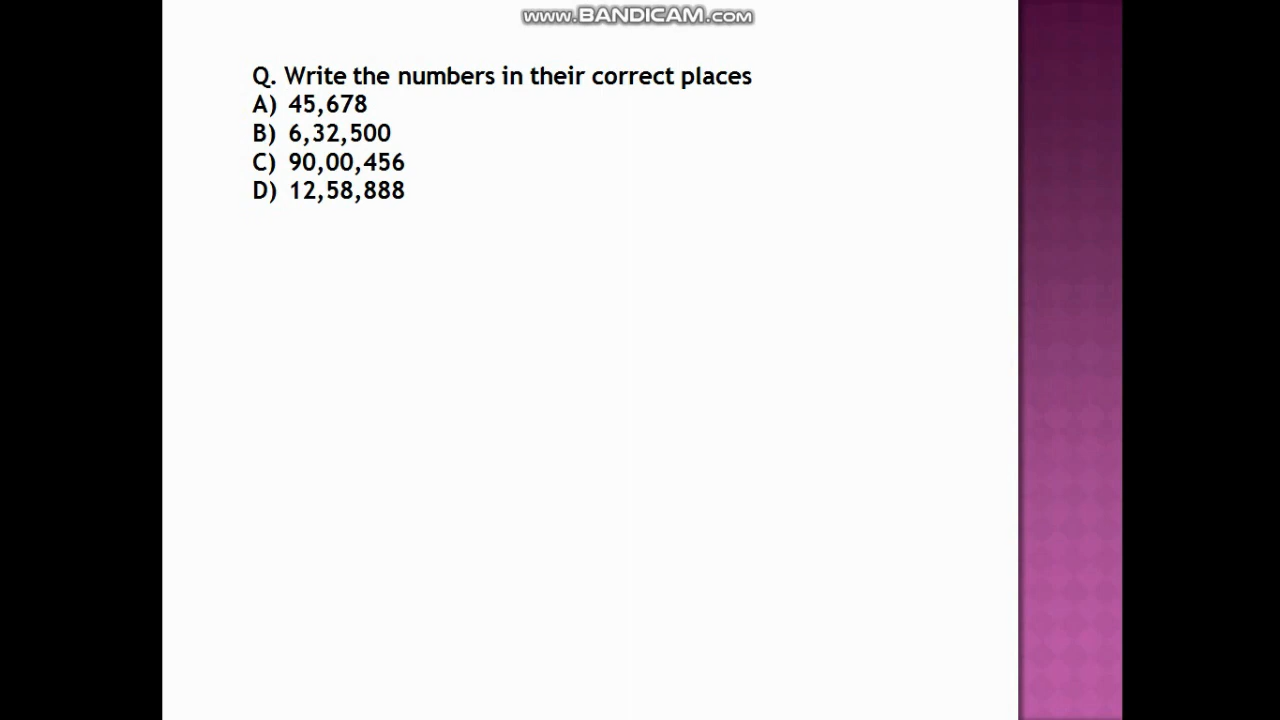 www.BANDICAM.com
Q. Write the numbers in their correct places
A) 45,678
B) 6,32,500
C) 90,00,456
D) 12,58,888